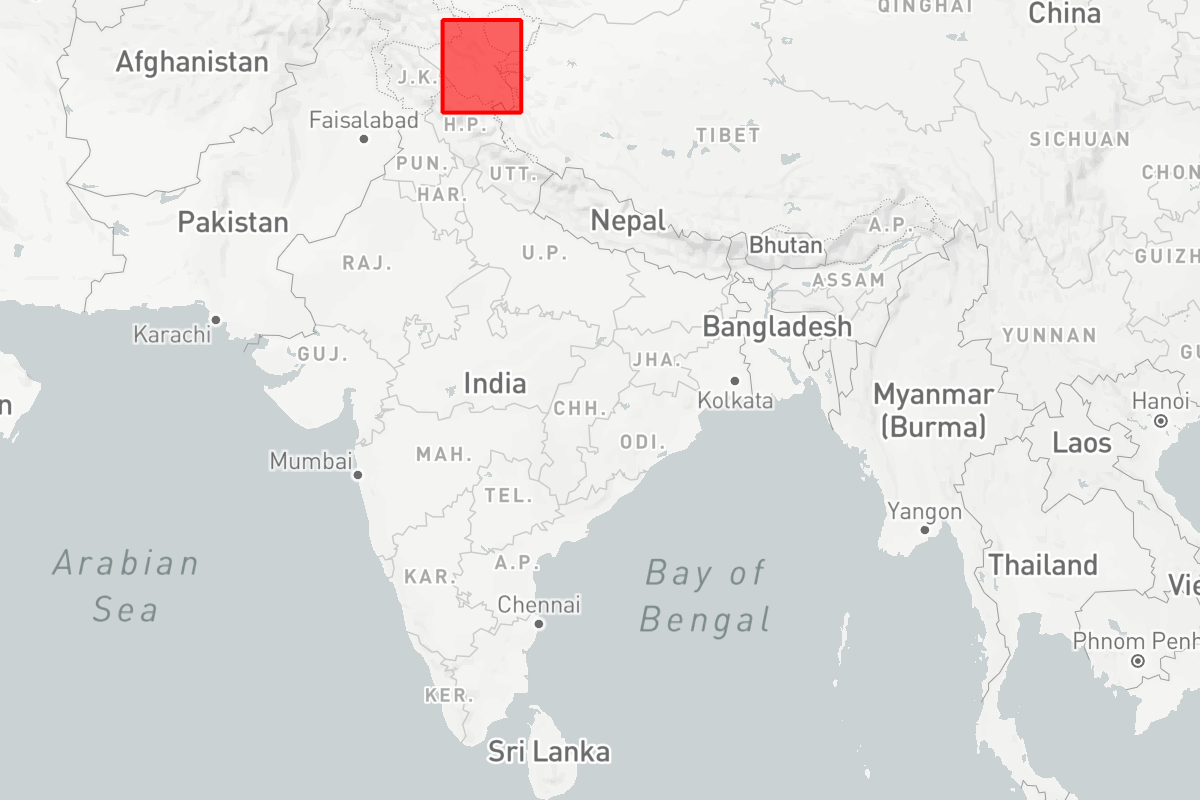 QINGHAI
China
Afghanistan
J.K.
Faisalabad
H.P.
TIBET
SICHUAN
PUN.
UTT.
CHON
HAR.
Pakistan
Nepal
A.P.
Bhutan
RAJ.
U.P.
GUIZH
ASSAM
Karachi
Bangladesh
YUNNAN
GUJ.
JHA.
GU
India
n
Kolkata
Myanmar
(Burma)
Hanoi
CHH.
MAH.
ODI.
Laos
Mumbai
TEL.
Yangon
Arabian
Sea
A.P.
Bay of
Bengal
Thailand
KAR.
Vie
Chennai
Phnom Penh
KER.
Sri Lanka